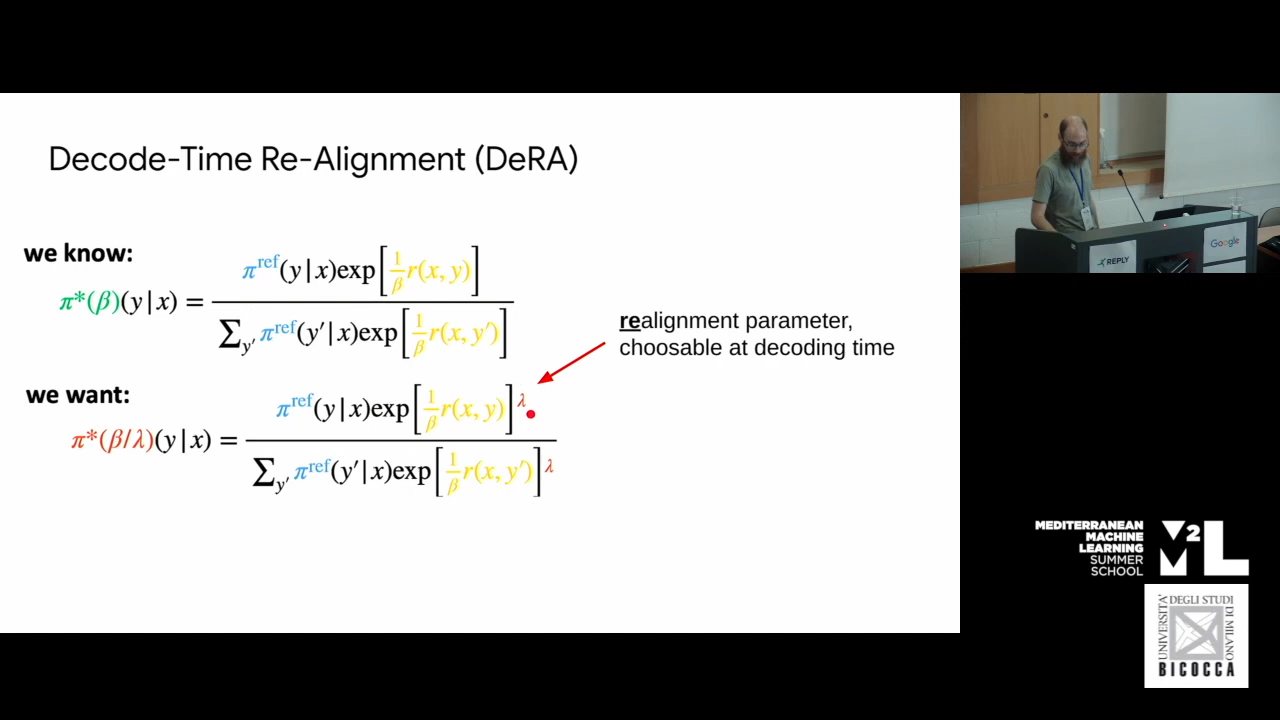 Decode-Time Re-Alignment (DeRA)
we know:
π*(β)(y|x) = π^ref(y|x)exp[1/β r(x, y)] / ∑_y′ π^ref(y′|x)exp[1/β r(x, y′)]
realignment parameter,
choosable at decoding time
we want:
π*(β/λ)(y|x) = π^ref(y|x)exp[1/β r(x, y)]^λ / ∑_y′ π^ref(y′|x)exp[1/β r(x, y′)]^λ
REPLY
Google
MEDITERRANEAN
MACHINE
LEARNING
SUMMER
SCHOOL
M2L
UNIVERSITÀ
DEGLI STUDI
DI MILANO
BICOCCA